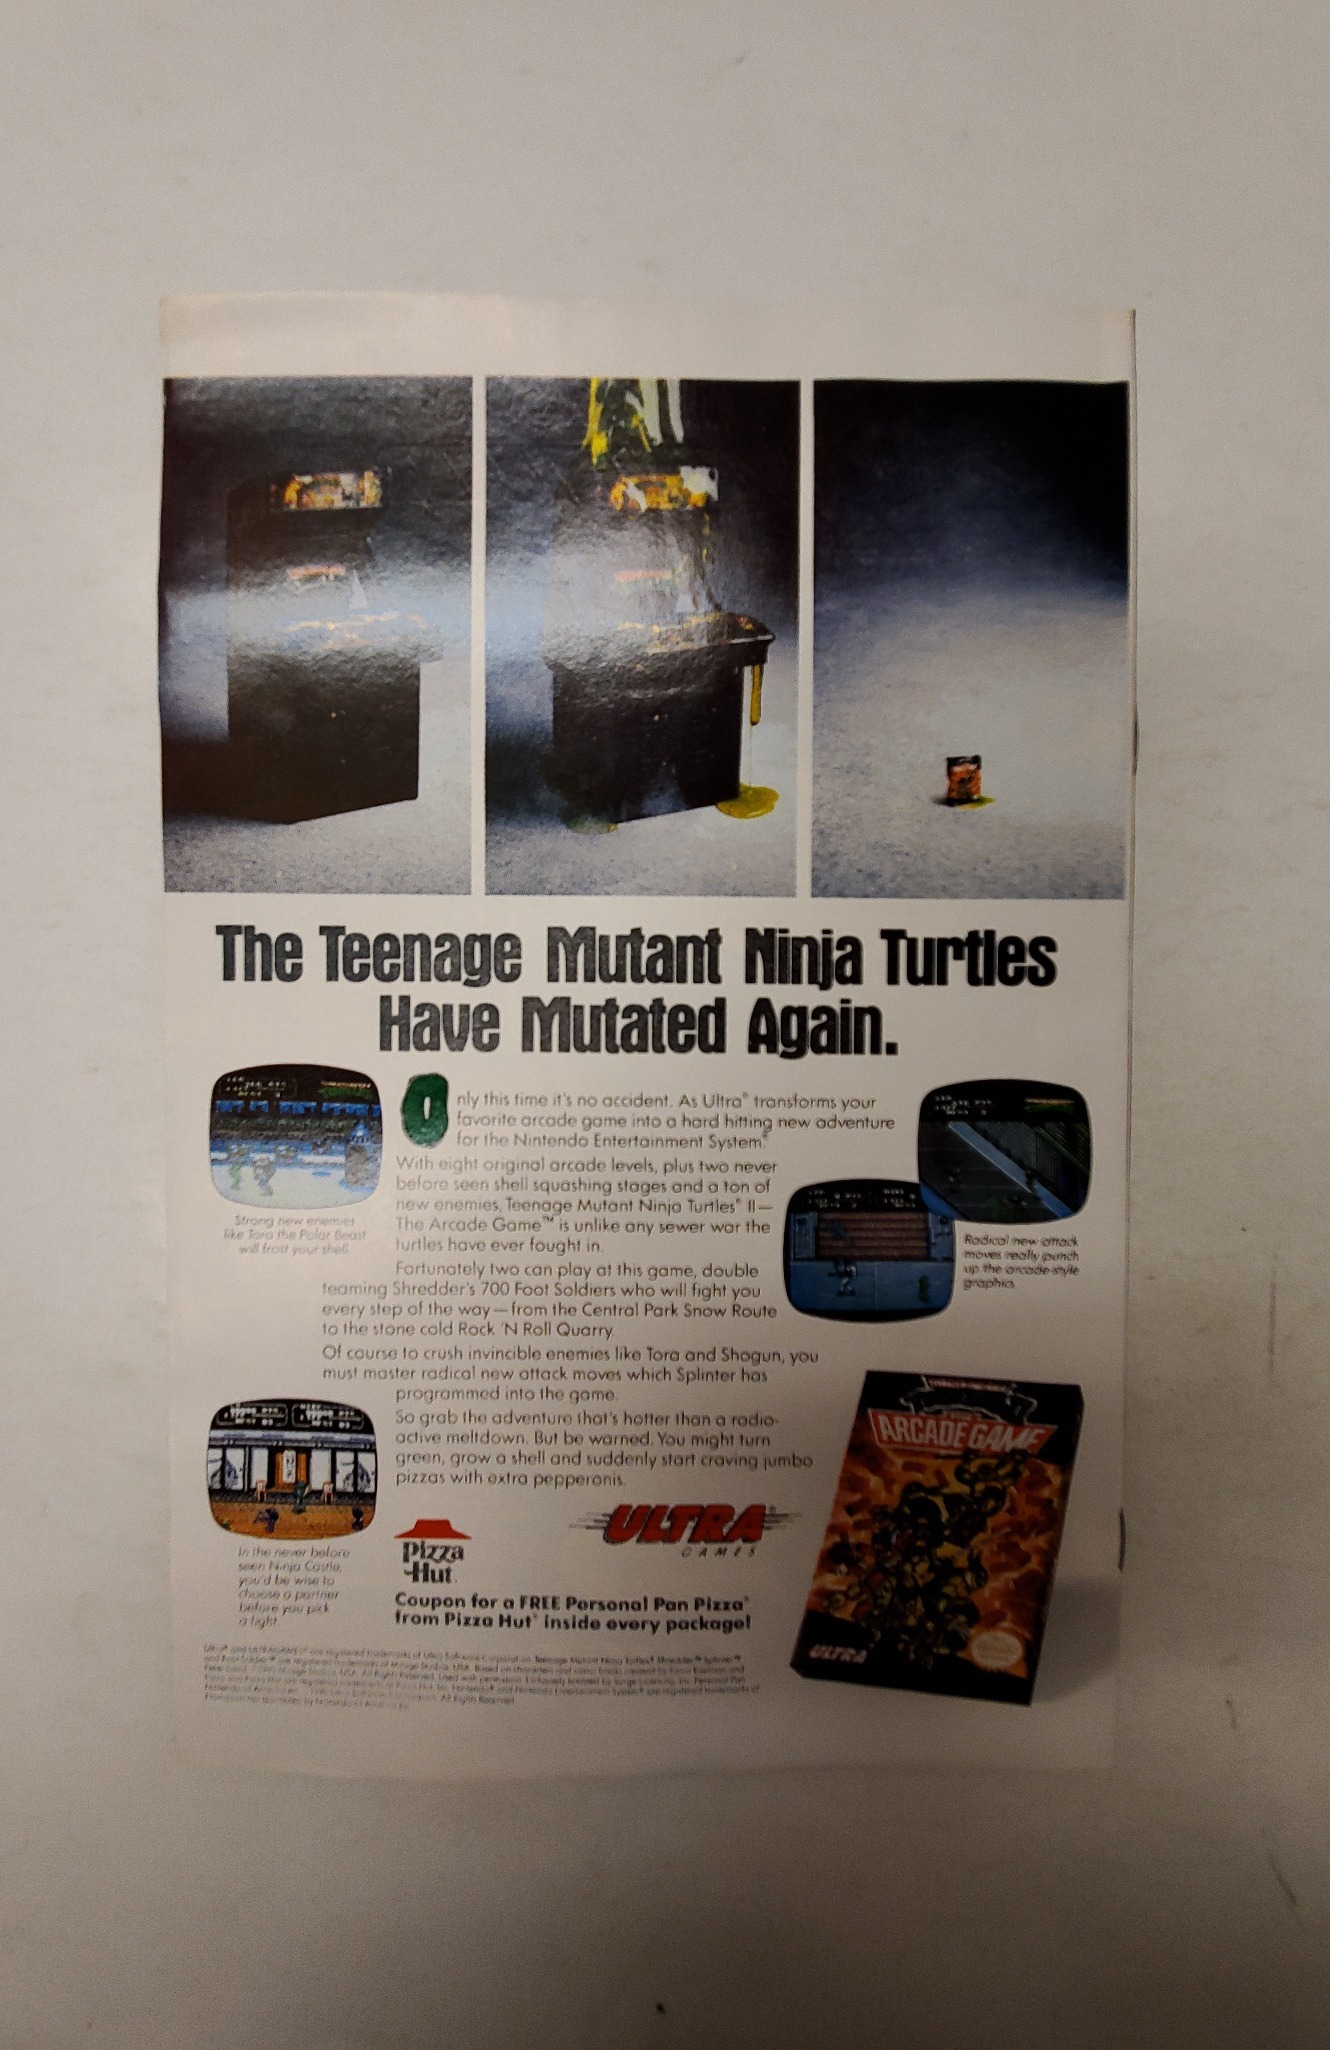 The Teenage Mutant Ninja Turtles
Have Mutated Again.
Only this time it's no accident. As Ultra® transforms your
favorite arcade game into a hard hitting new adventure
for the Nintendo Entertainment System.®
With eight original arcade levels, plus two never
before seen shell squashing stages and a ton of
new enemies, Teenage Mutant Ninja Turtles® II—
The Arcade Game™ is unlike any sewer war the
turtles have ever fought in.
Fortunately two can play at this game, double
teaming Shredder's 700 Foot Soldiers who will fight you
every step of the way—from the Central Park Snow Route
to the stone cold Rock 'N Roll Quarry.
Of course to crush invincible enemies like Tora and Shogun, you
must master radical new attack moves which Splinter has
programmed into the game.
So grab the adventure that's hotter than a radio-
active meltdown. But be warned. You might turn
green, grow a shell and suddenly start craving jumbo
pizzas with extra pepperonis.
Strong new enemies
like Tora the Polar Beast
will frost your shell.
Radical new attack
moves really punch
up the arcade-style
graphics.
In the never before
seen Ninja Castle,
you'd be wise to
choose a partner
before you pick
a fight.
Pizza
Hut
ULTRA
GAMES
Coupon for a FREE Personal Pan Pizza®
from Pizza Hut® inside every package!
ARCADE GAME
ULTRA